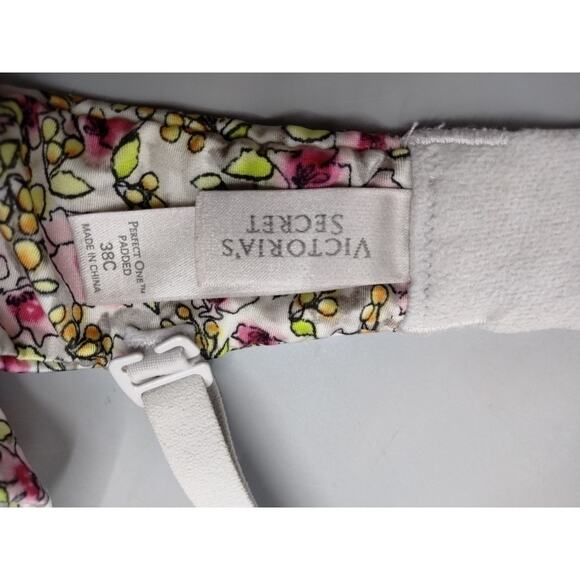 VICTORIA'S
SECRET
PERFECT ONE™
PADDED
38C
MADE IN CHINA